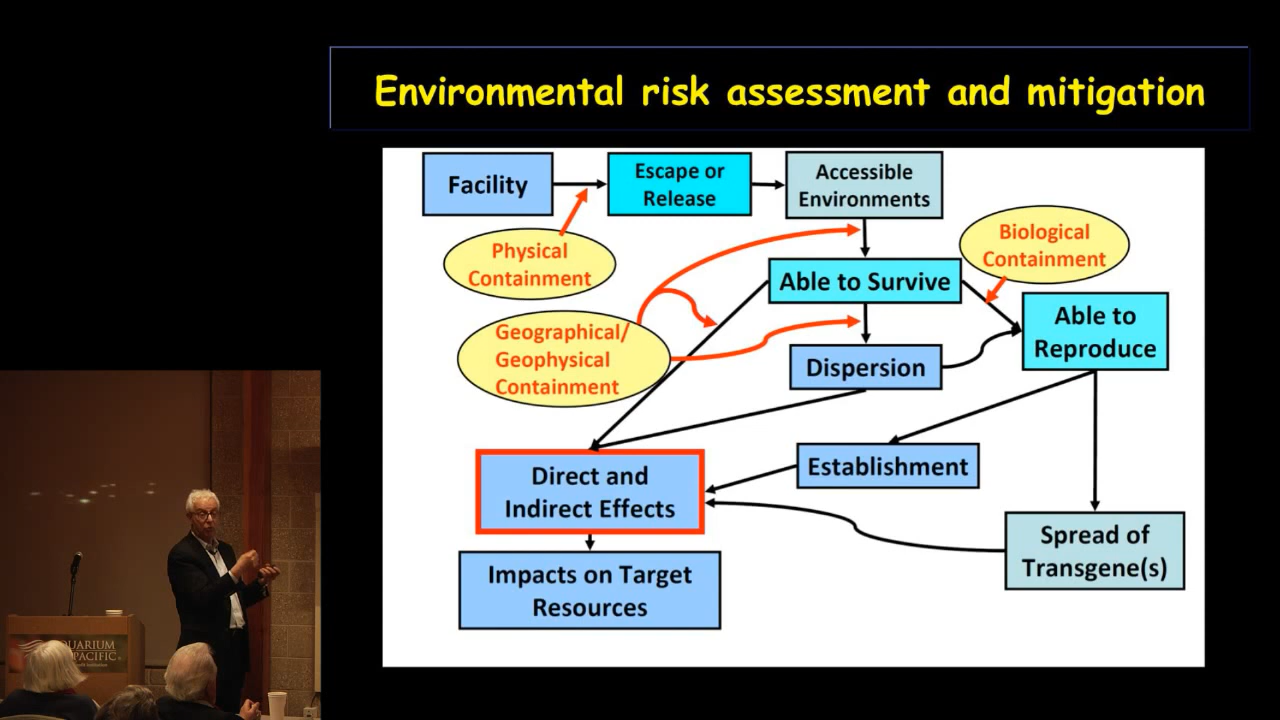 Environmental risk assessment and mitigation
Facility
Escape or
Release
Accessible
Environments
Physical
Containment
Biological
Containment
Able to Survive
Geographical/
Geophysical
Containment
Able to
Reproduce
Dispersion
Direct and
Indirect Effects
Establishment
Spread of
Transgene(s)
Impacts on Target
Resources
PACIFIC